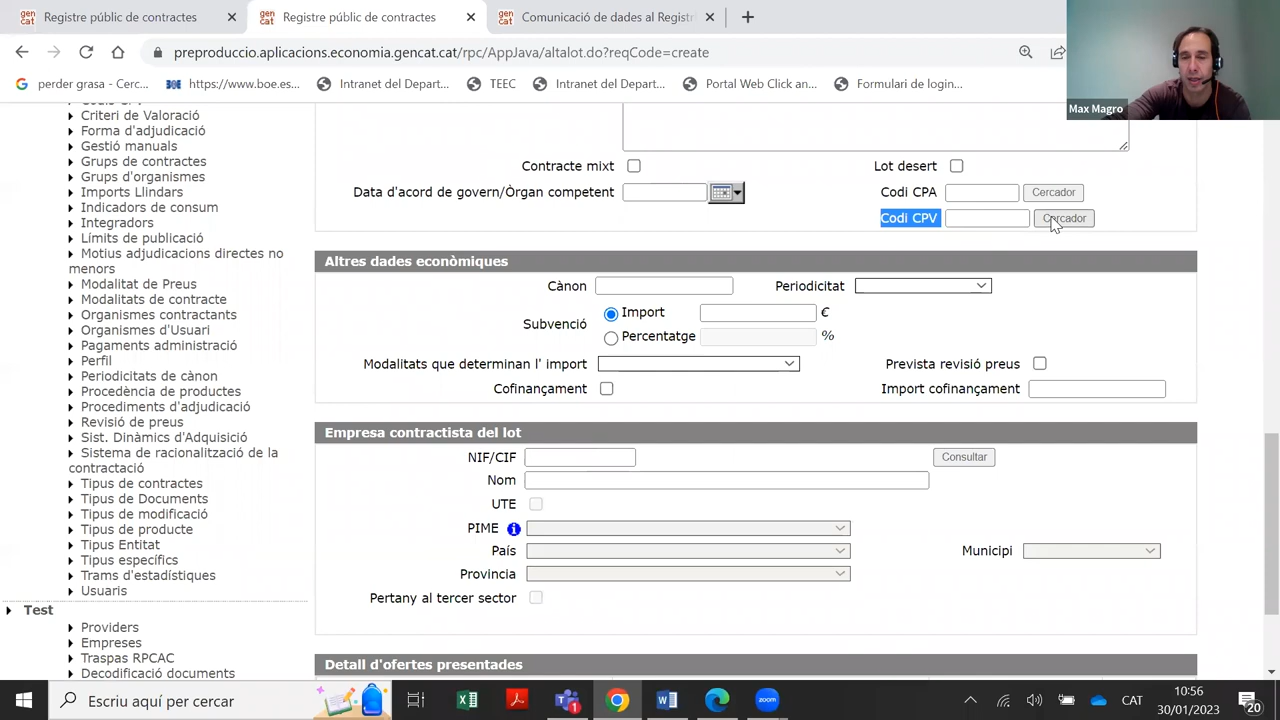 gencat
Registre públic de contractes
gencat
Registre públic de contractes
gencat
Comunicació de dades al Registr
preproduccio.aplicacions.economia.gencat.cat/rpc/AppJava/altalot.do?reqCode=create
perder grasa - Cerc...
https://www.boe.es...
Intranet del Depart...
TEEC
Intranet del Depart...
Portal Web Click an...
Formulari de login...
Max Magro
Criteri de Valoració
Forma d'adjudicació
Gestió manuals
Grups de contractes
Grups d'organismes
Imports Llindars
Indicadors de consum
Integradors
Límits de publicació
Motius adjudicacions directes no
menors
Modalitat de Preus
Modalitats de contracte
Organismes contractants
Organismes d'Usuari
Pagaments administració
Perfil
Periodicitats de cànon
Procedència de productes
Procediments d'adjudicació
Revisió de preus
Sist. Dinàmics d'Adquisició
Sistema de racionalització de la
contractació
Tipus de contractes
Tipus de Documents
Tipus de modificació
Tipus de producte
Tipus Entitat
Tipus específics
Trams d'estadístiques
Usuaris
Test
Providers
Empreses
Traspas RPCAC
Decodificació documents
Contracte mixt
Lot desert
Data d'acord de govern/Òrgan competent
Codi CPA
Cercador
Codi CPV
Cercador
Altres dades econòmiques
Cànon
Periodicitat
Subvenció
Import
€
Percentatge
%
Modalitats que determinan l' import
Prevista revisió preus
Cofinançament
Import cofinançament
Empresa contractista del lot
NIF/CIF
Consultar
Nom
UTE
PIME
País
Municipi
Provincia
Pertany al tercer sector
Detall d'ofertes presentades
Escriu aquí per cercar
CAT
10:56
30/01/2023
20